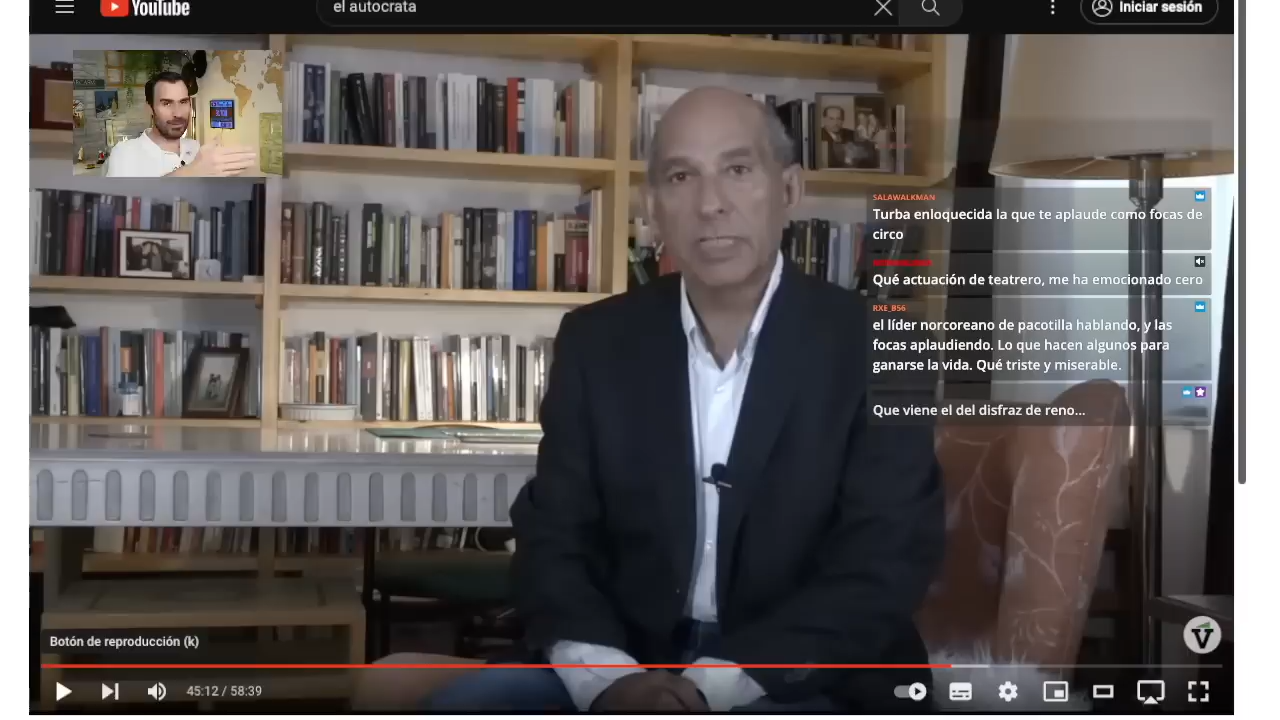 YouTube
el autocrata
Iniciar sesión
SALAWALKMAN
Turba enloquecida la que te aplaude como focas de
circo
Qué actuación de teatrero, me ha emocionado cero
RXE_B56
el líder norcoreano de pacotilla hablando, y las
focas aplaudiendo. Lo que hacen algunos para
ganarse la vida. Qué triste y miserable.
Que viene el del disfraz de reno...
AZAÑA
Botón de reproducción (k)
V
45:12 / 58:39